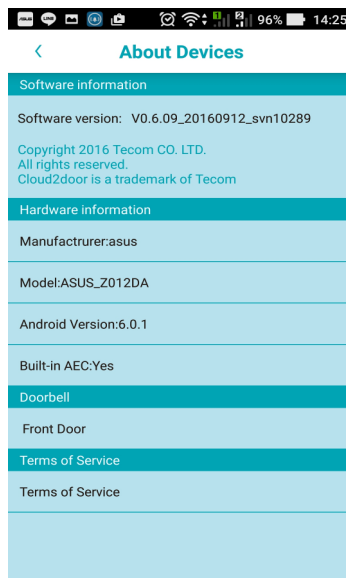 96% 14:25
About Devices
Software information
Software version: V0.6.09_20160912_svn10289
Copyright 2016 Tecom CO. LTD.
All rights reserved.
Cloud2door is a trademark of Tecom
Hardware information
Manufactrurer:asus
Model:ASUS_Z012DA
Android Version:6.0.1
Built-in AEC:Yes
Doorbell
Front Door
Terms of Service
Terms of Service